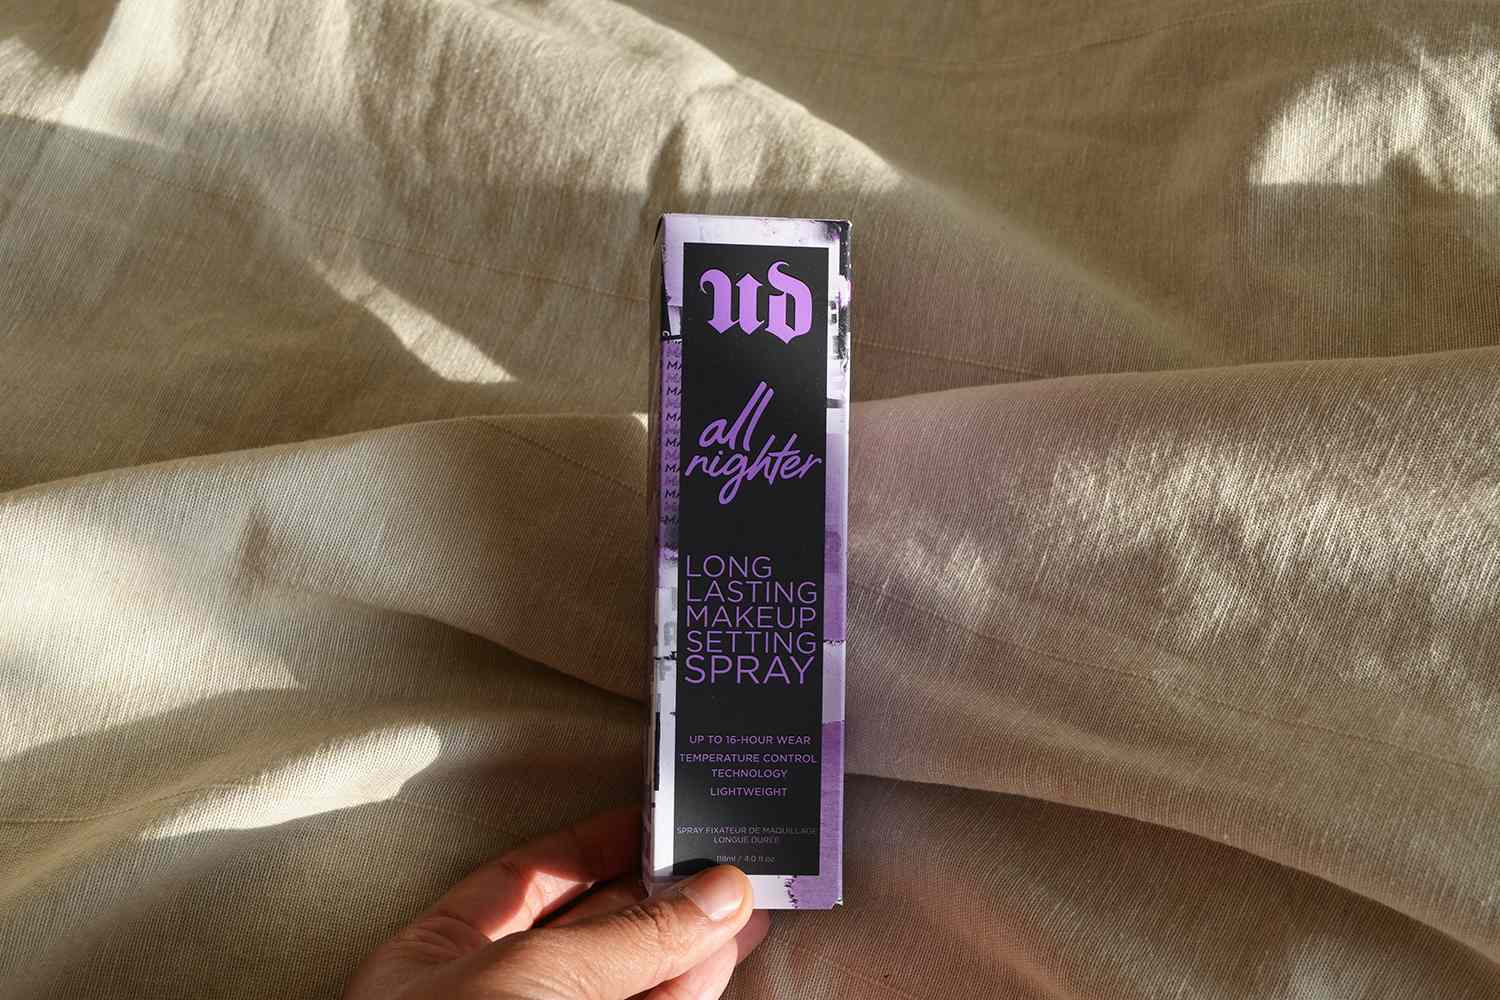 ud
all
nighter
LONG
LASTING
MAKEUP
SETTING
SPRAY
UP TO 16-HOUR WEAR
TEMPERATURE CONTROL
TECHNOLOGY
LIGHTWEIGHT
SPRAY FIXATEUR DE MAQUILLAGE
LONGUE DURÉE
118ml / 4.0 fl oz